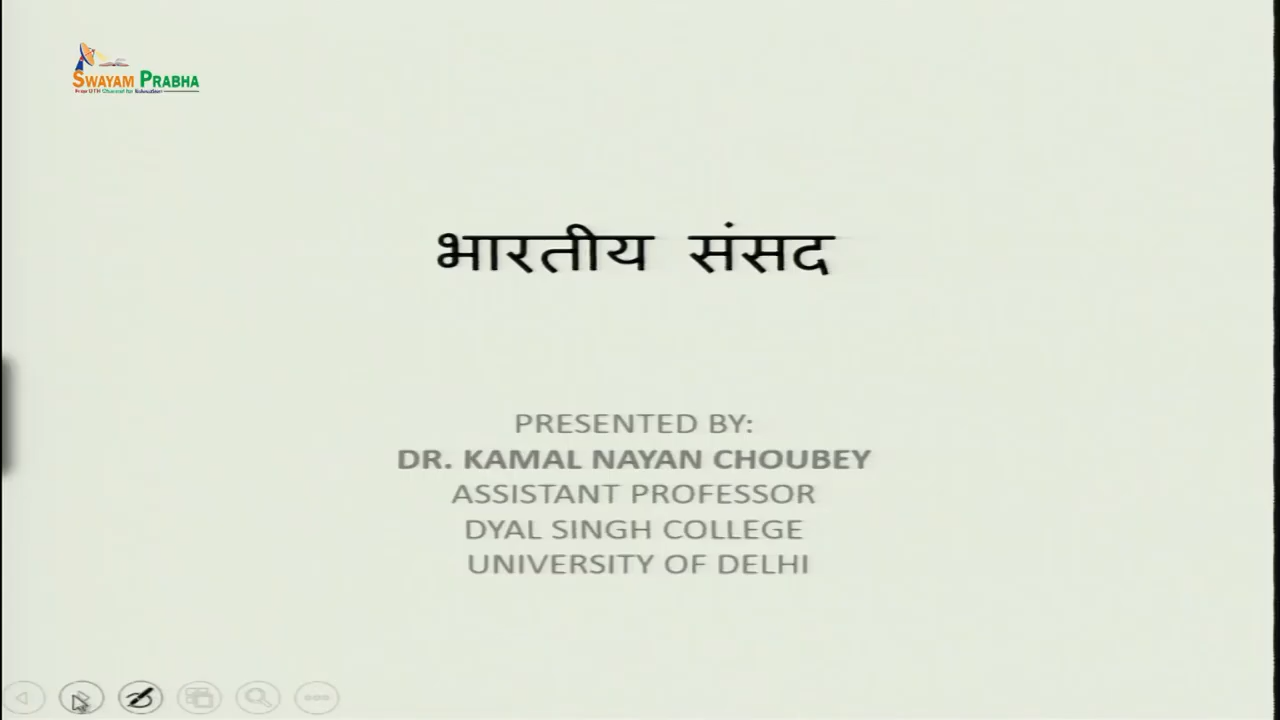 SWAYAM PRABHA
भारतीय संसद
PRESENTED BY:
DR. KAMAL NAYAN CHOUBEY
ASSISTANT PROFESSOR
DYAL SINGH COLLEGE
UNIVERSITY OF DELHI